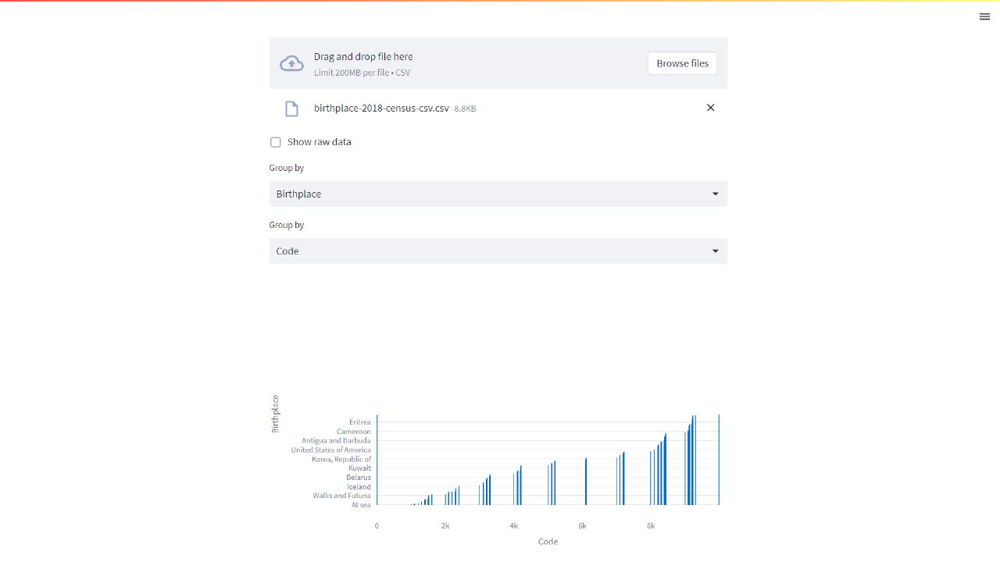 Drag and drop file here
Limit 200MB per file • CSV
Browse files
birthplace-2018-census-csv.csv 8.8KB
Show raw data
Group by
Birthplace
Group by
Code
Birthplace
Eritrea
Cameroon
Antigua and Barbuda
United States of America
Korea, Republic of
Kuwait
Belarus
Iceland
Wallis and Futuna
At sea
0 2k 4k 6k 8k
Code